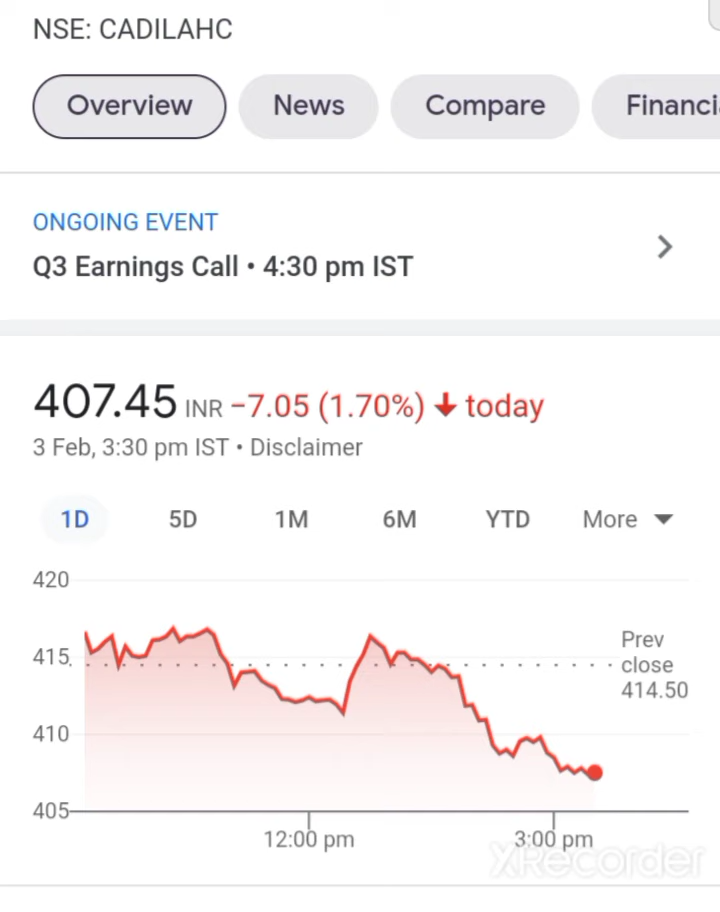 NSE: CADILAHC
Overview News Compare Financi
ONGOING EVENT
Q3 Earnings Call • 4:30 pm IST
407.45 INR −7.05 (1.70%) ↓ today
3 Feb, 3:30 pm IST • Disclaimer
1D 5D 1M 6M YTD More
420
415
410
405
Prev
close
414.50
12:00 pm 3:00 pm
XRecorder